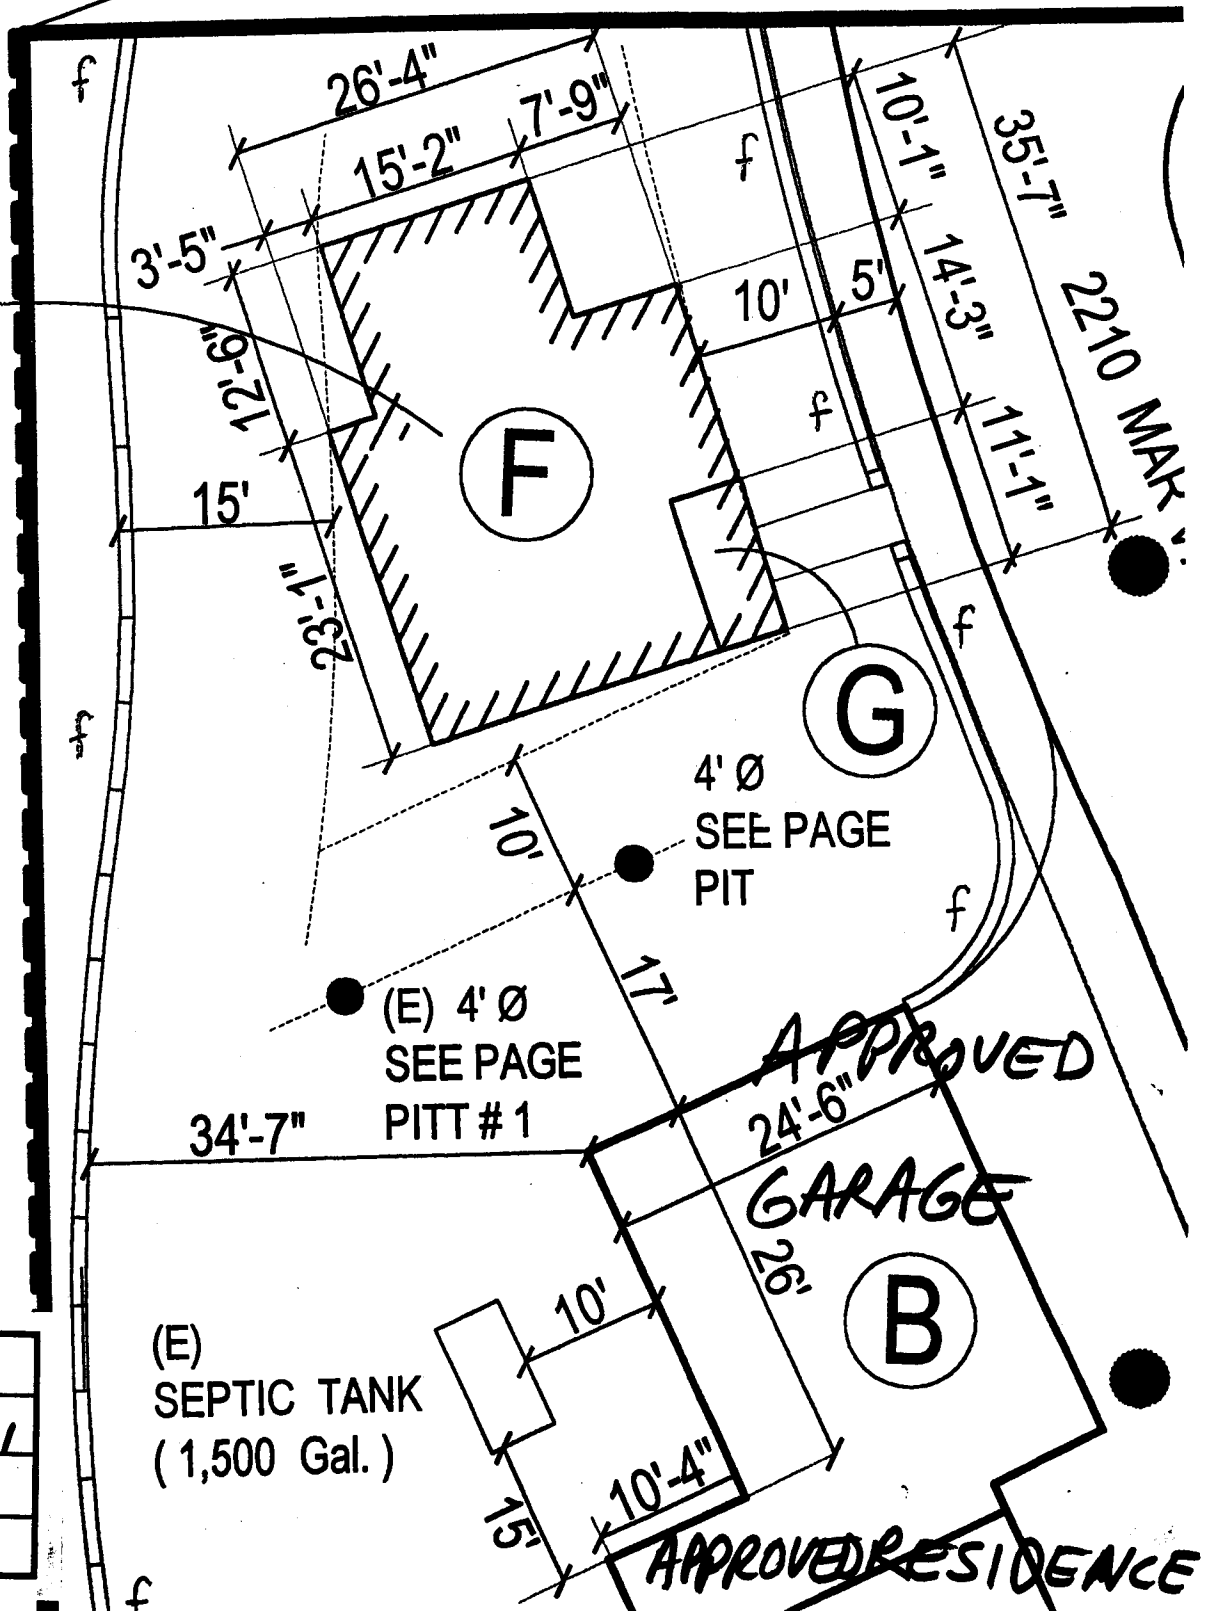 f
26'-4"
7'-9"
15'-2"
3'-5"
10'-1"
35'-7"
f
14'-3"
10'
5'
2210 MAR
12'-6"
f
11'-1"
F
15'
23'-1"
f
G
f
4' Ø
SEE PAGE
PIT
10'
f
17'
(E) 4' Ø
SEE PAGE
PITT # 1
APPROVED
34'-7"
24'-6"
GARAGE
26'
10'
B
(E)
SEPTIC TANK
( 1,500 Gal. )
10'-4"
15'
APPROVED RESIDENCE
f